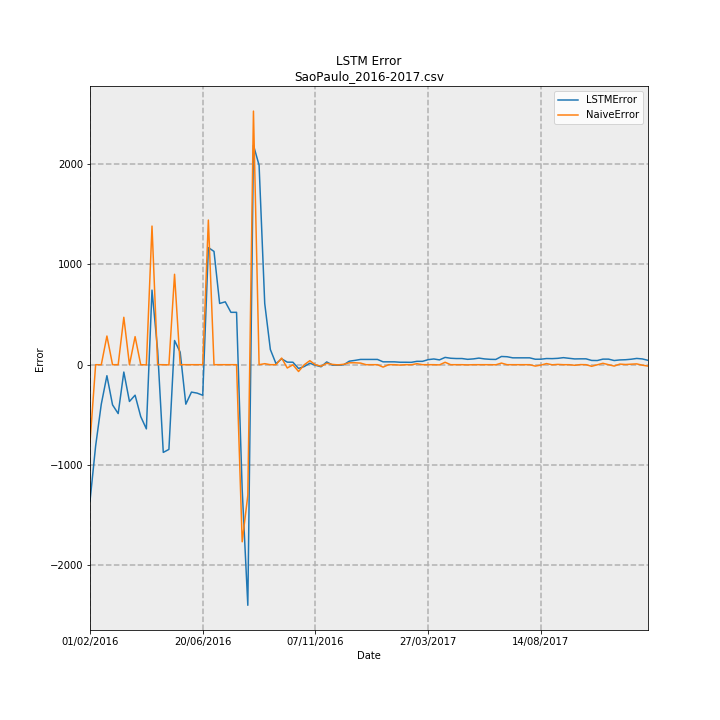 LSTM Error
SaoPaulo_2016-2017.csv
LSTMError
NaiveError
2000
1000
0
−1000
−2000
Error
01/02/2016 20/06/2016 07/11/2016 27/03/2017 14/08/2017
Date